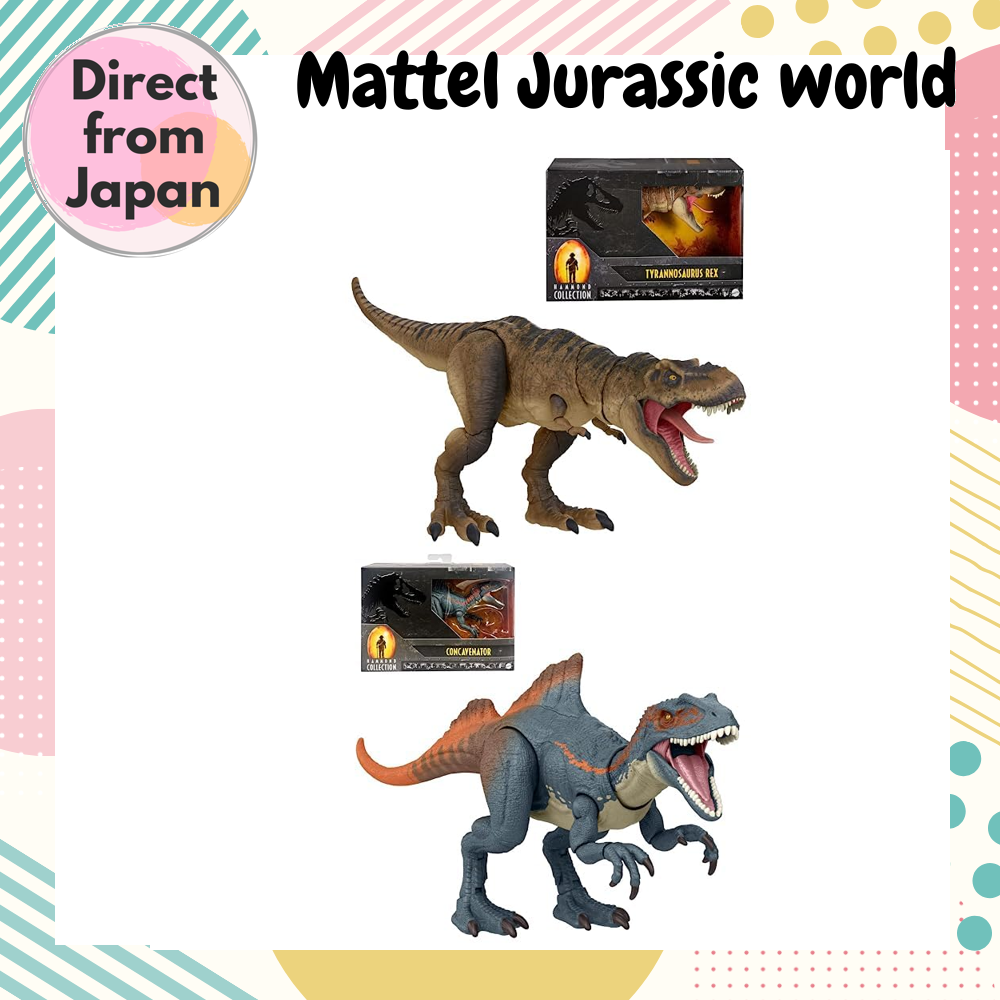 Direct
from
Japan
Mattel Jurassic world
TYRANNOSAURUS REX
HAMMOND
COLLECTION
CONCAVENATOR
HAMMOND
COLLECTION